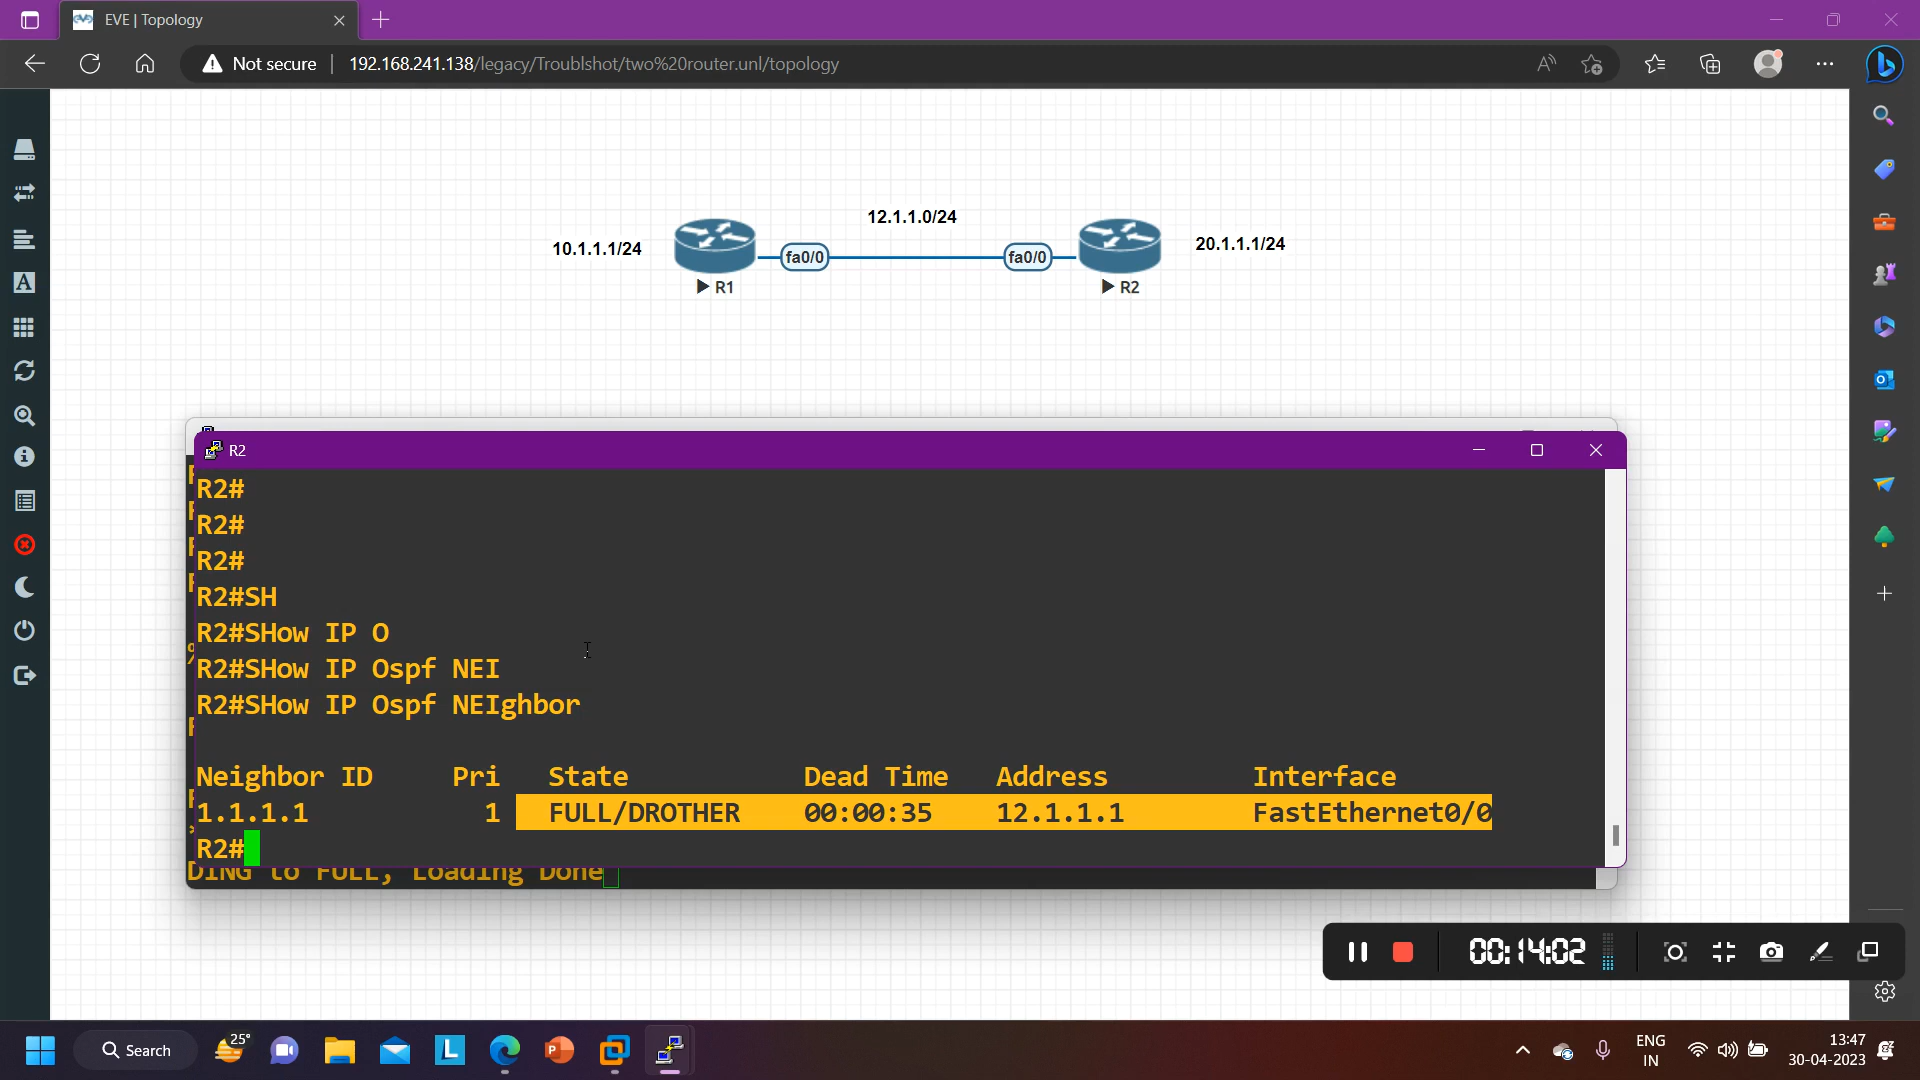 EVE | Topology
Not secure
192.168.241.138/legacy/Troublshot/two%20router.unl/topology
12.1.1.0/24
10.1.1.1/24
fa0/0
fa0/0
20.1.1.1/24
R1
R2
R2
R2#
R2#
R2#
R2#SH
R2#SHow IP O
R2#SHow IP Ospf NEI
R2#SHow IP Ospf NEIghbor
Neighbor ID Pri State Dead Time Address Interface
1.1.1.1 1 FULL/DROTHER 00:00:35 12.1.1.1 FastEthernet0/0
R2#
DING to FULL, Loading Done
00:14:02
Search
25°
ENG
IN
13:47
30-04-2023